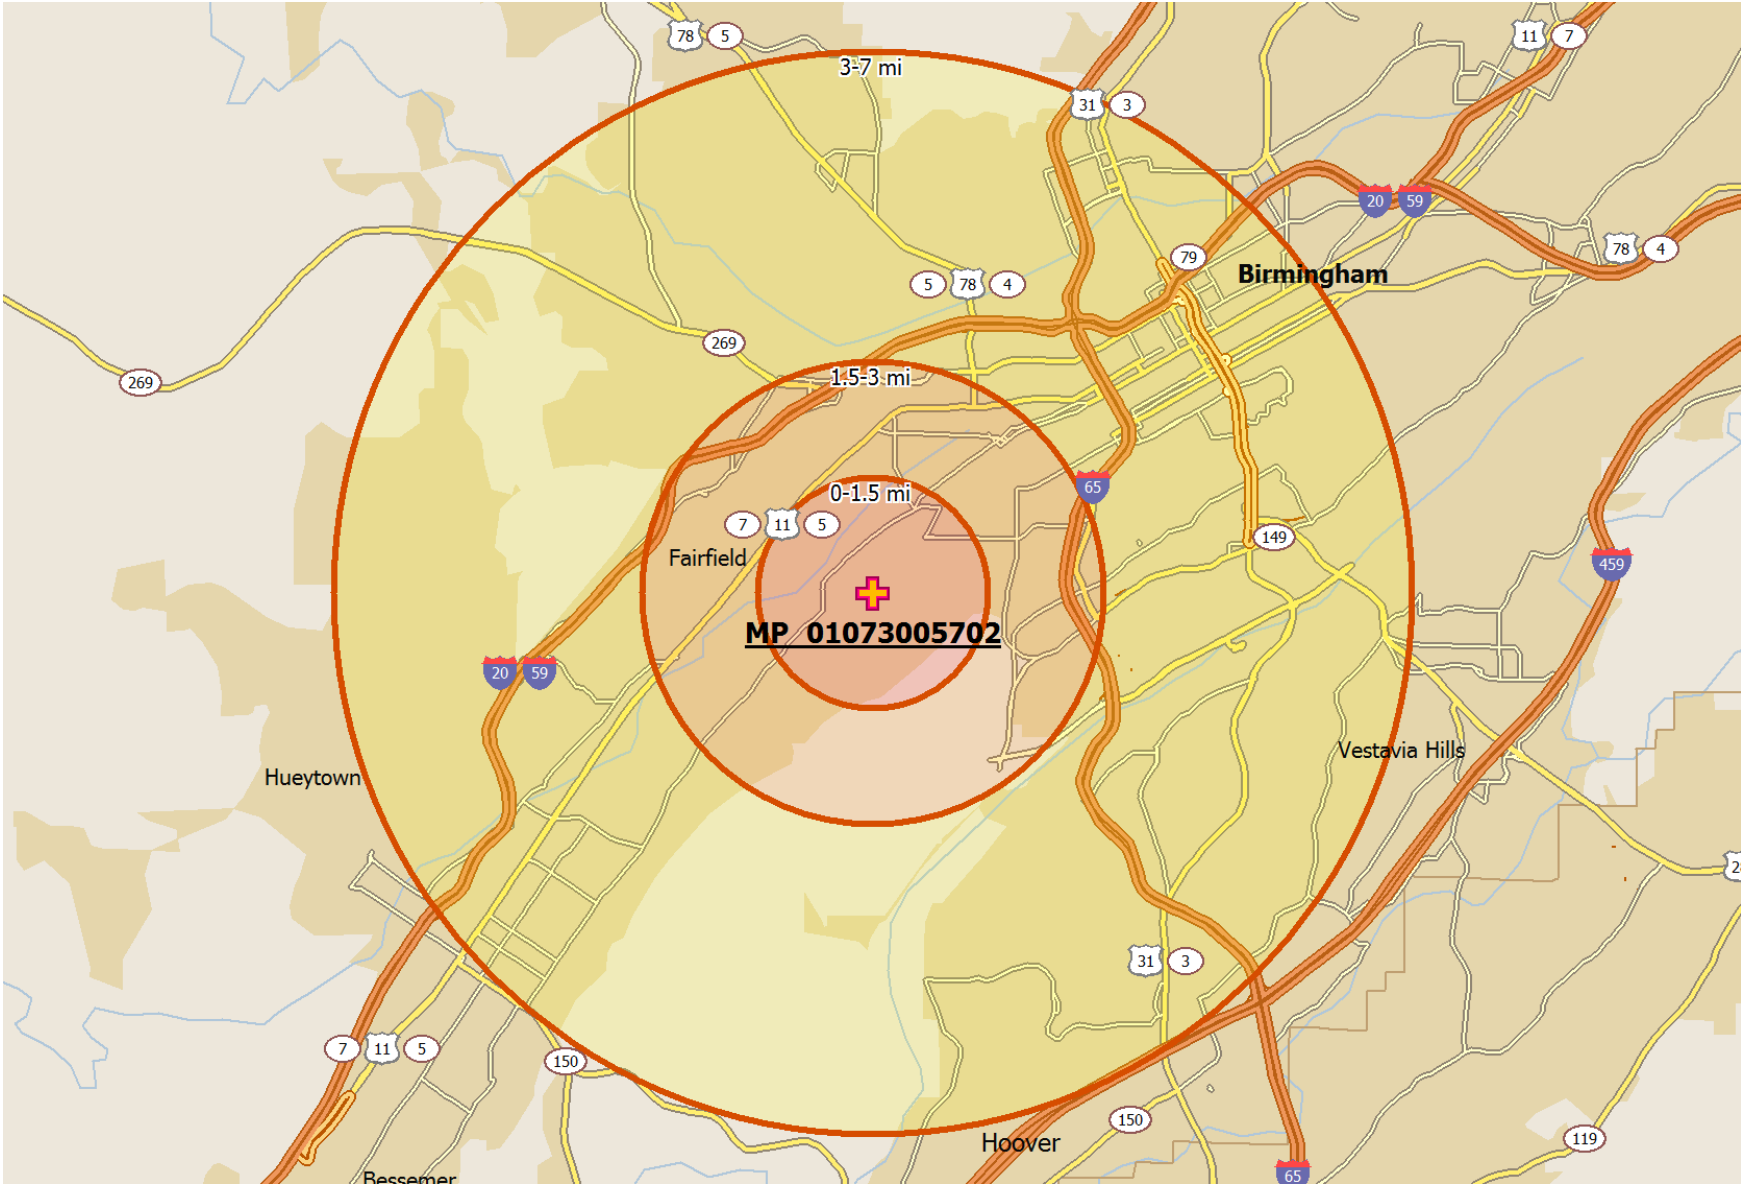 78 5
11 7
3-7 mi
31 3
20 59
78 4
79
Birmingham
5 78 4
269
269
1.5-3 mi
65
0-1.5 mi
7 11 5
149
Fairfield
459
MP 01073005702
20 59
Vestavia Hills
Hueytown
31 3
7 11 5
150
150
Hoover
119
65
Bessemer